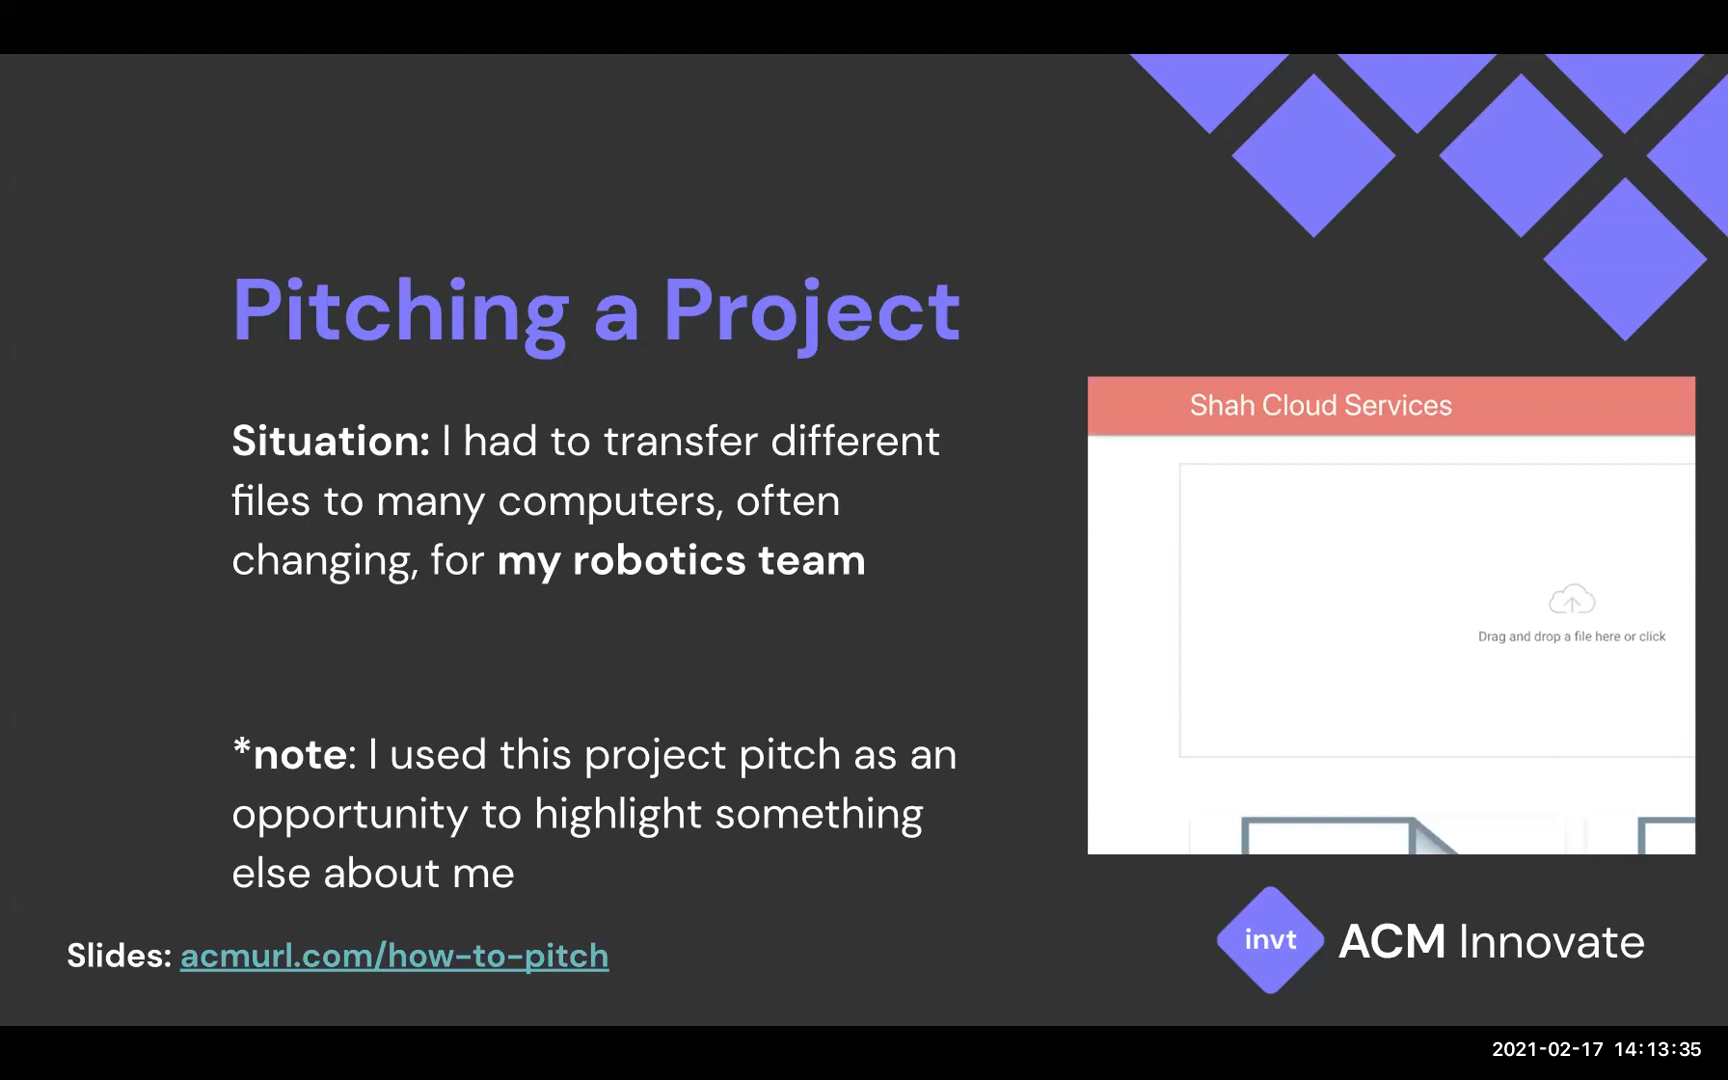 Pitching a Project
Situation: I had to transfer different
files to many computers, often
changing, for my robotics team
*note: I used this project pitch as an
opportunity to highlight something
else about me
Slides: acmurl.com/how-to-pitch
Shah Cloud Services
Drag and drop a file here or click
invt ACM Innovate
2021-02-17 14:13:35